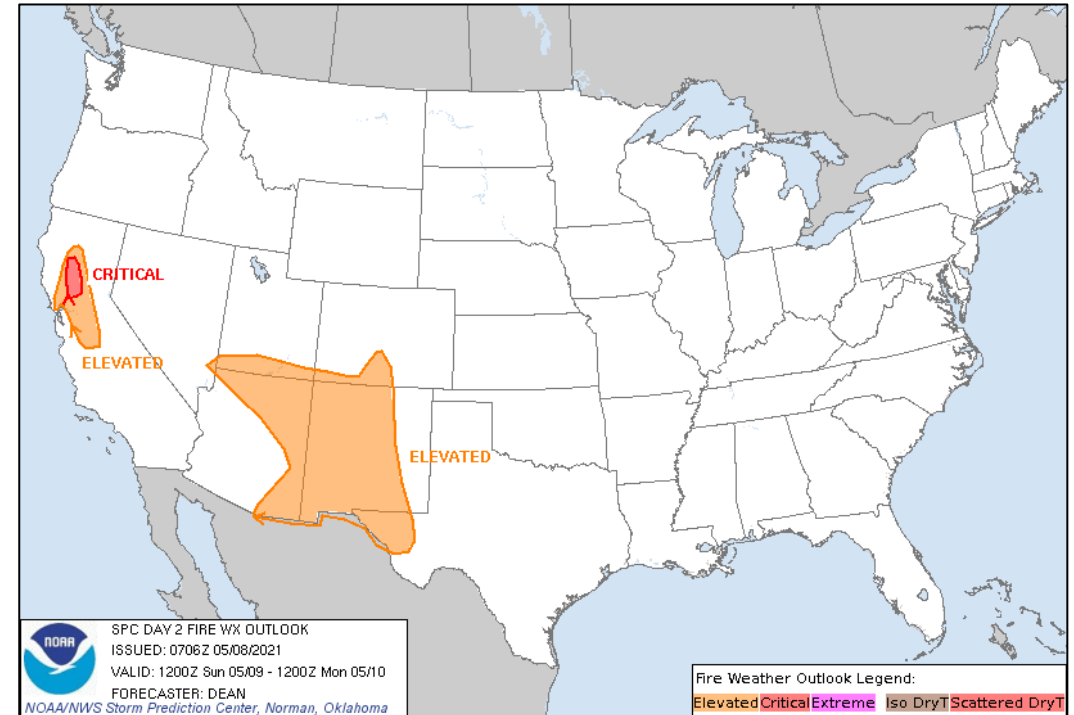 CRITICAL
ELEVATED
ELEVATED
NOAA
SPC DAY 2 FIRE WX OUTLOOK
ISSUED: 0706Z 05/08/2021
VALID: 1200Z Sun 05/09 - 1200Z Mon 05/10
FORECASTER: DEAN
NOAA/NWS Storm Prediction Center, Norman, Oklahoma
Fire Weather Outlook Legend:
Elevated Critical Extreme Iso DryT Scattered DryT